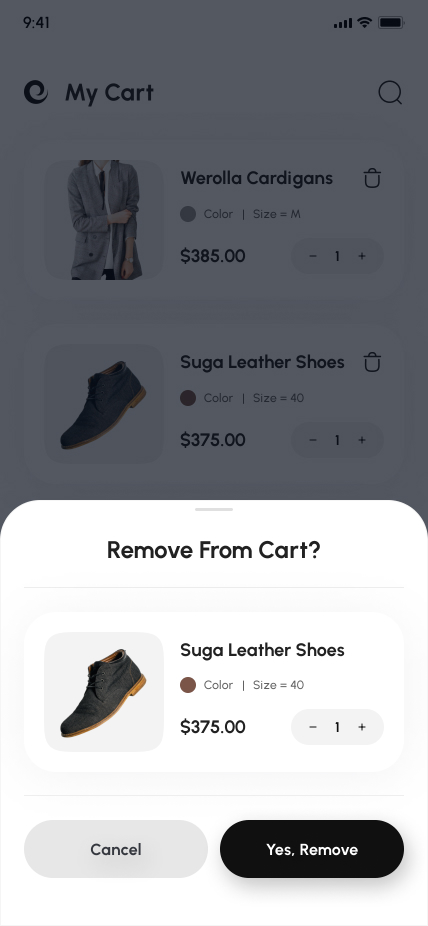 9:41
My Cart
Werolla Cardigans
Color | Size = M
$385.00
− 1 +
Suga Leather Shoes
Color | Size = 40
$375.00
− 1 +
Remove From Cart?
Suga Leather Shoes
Color | Size = 40
$375.00
− 1 +
Cancel
Yes, Remove